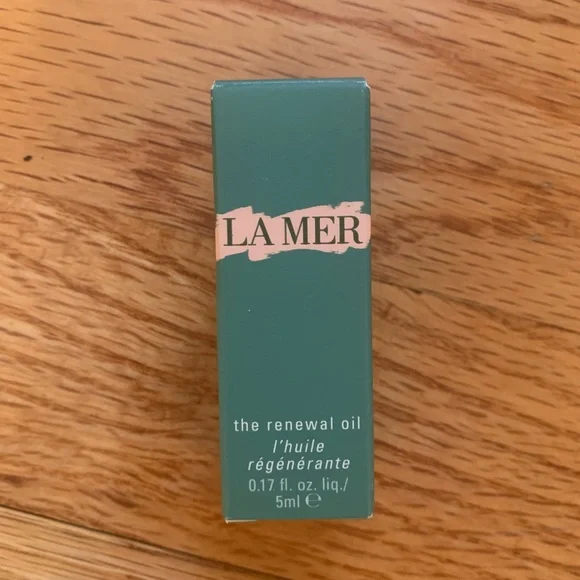 LA MER
the renewal oil
l'huile
régénérante
0.17 fl. oz. liq./
5ml ℮